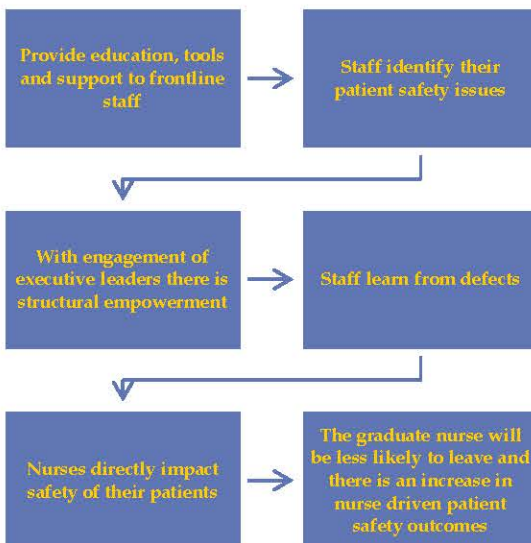 Provide education, tools
and support to frontline
staff
Staff identify their
patient safety issues
With engagement of
executive leaders there is
structural empowerment
Staff learn from defects
Nurses directly impact
safety of their patients
The graduate nurse will
be less likely to leave and
there is an increase in
nurse driven patient
safety outcomes